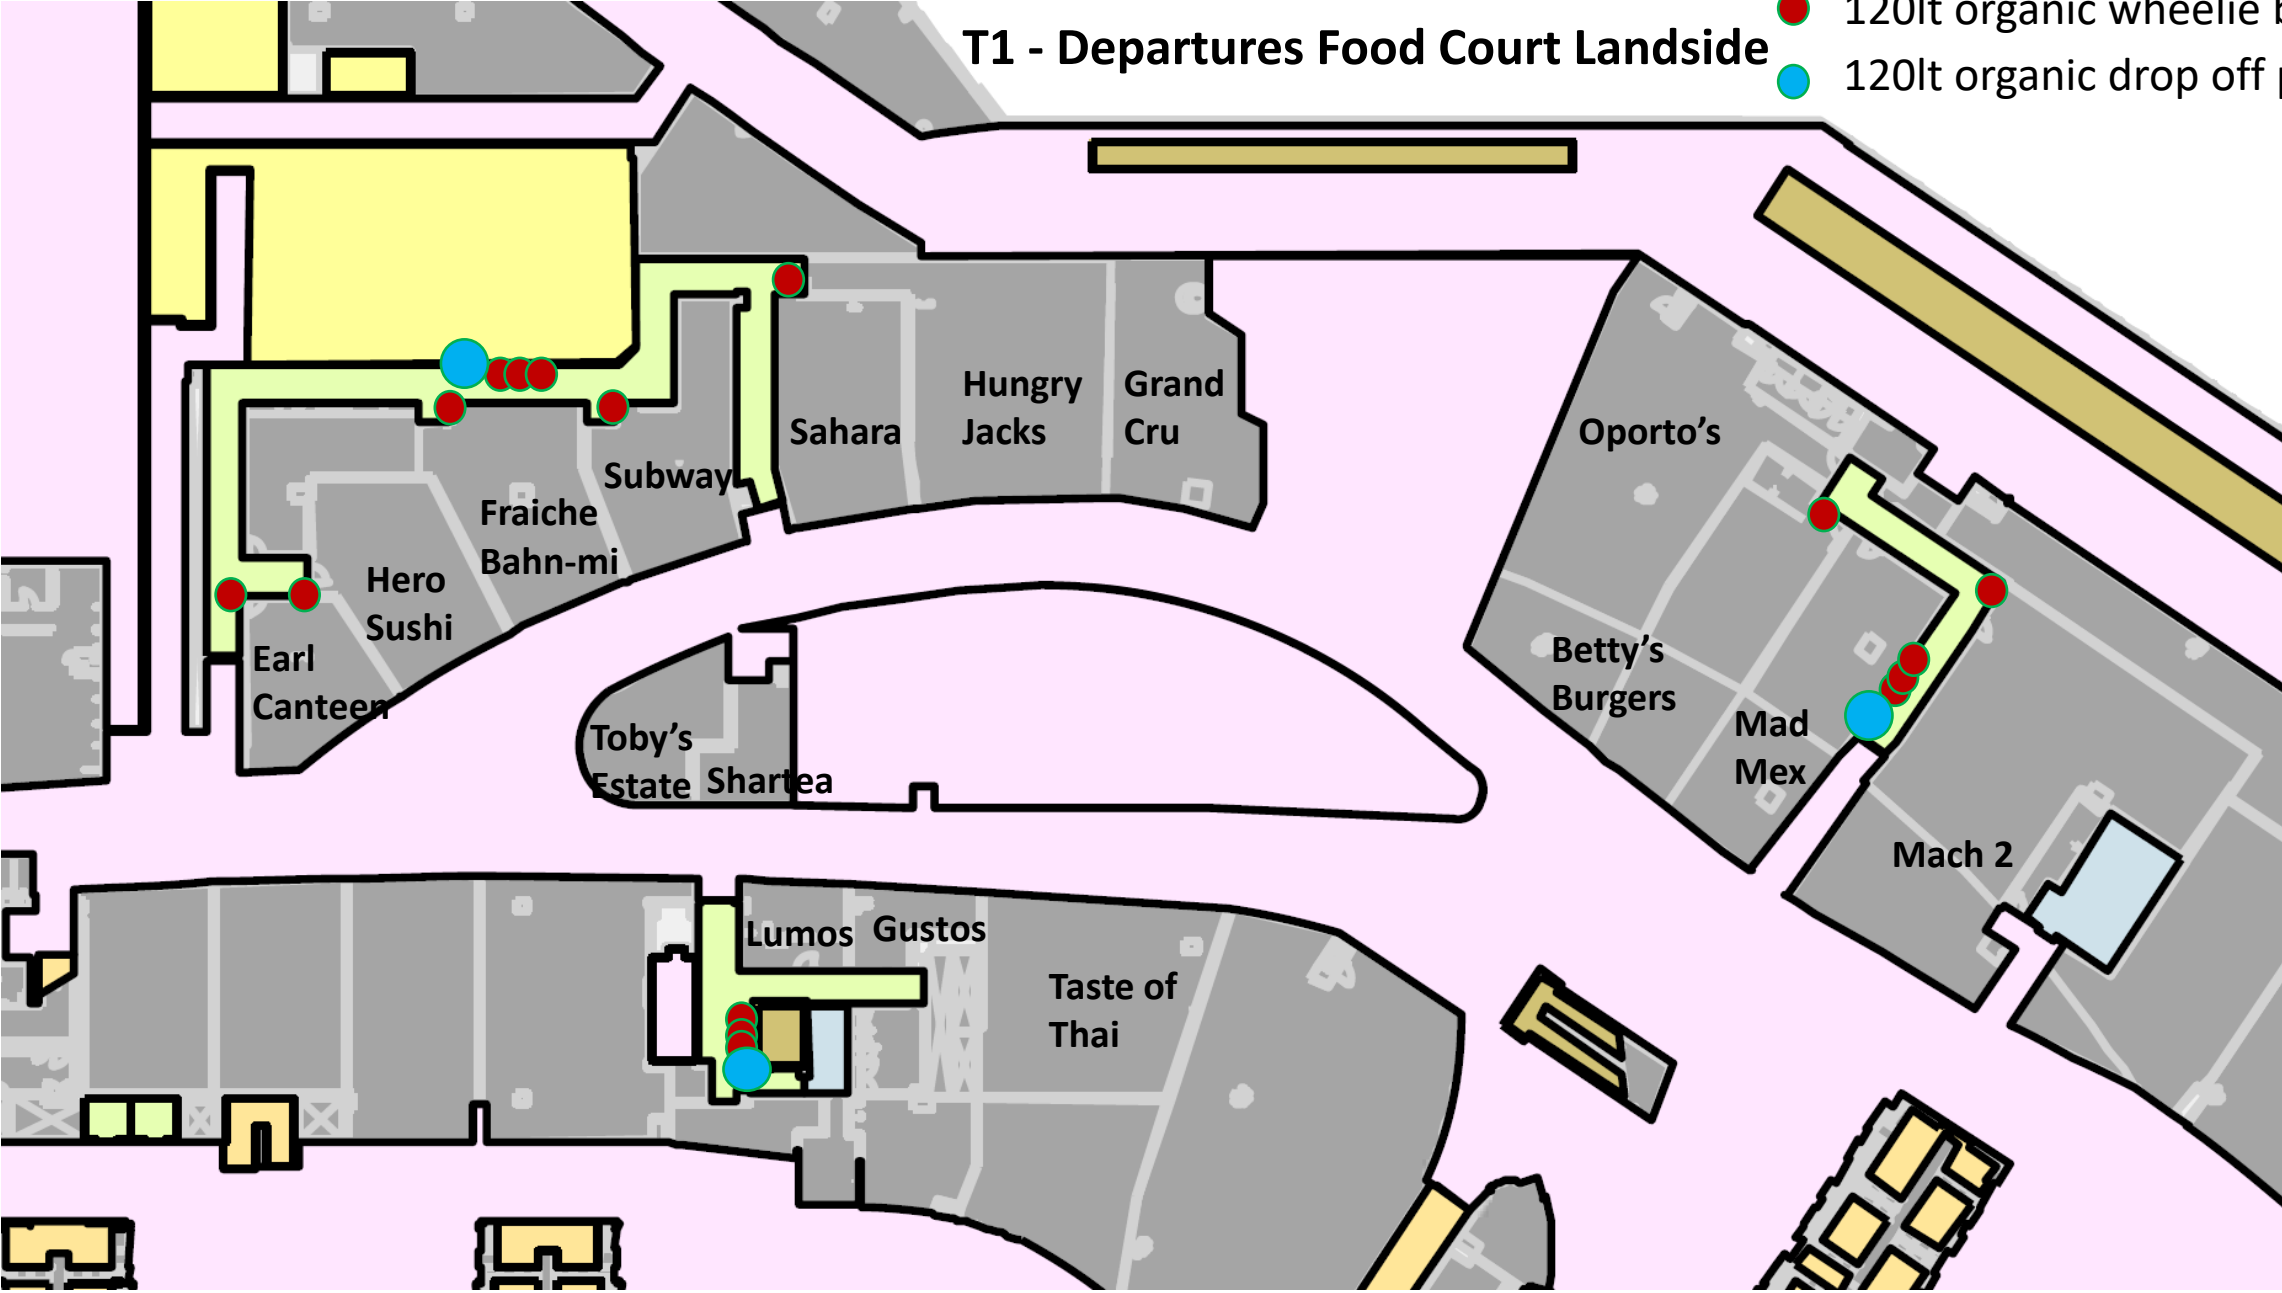 120lt organic wheelie
T1 - Departures Food Court Landside
120lt organic drop off
Hungry
Jacks
Grand
Cru
Sahara
Oporto's
Subway
Fraiche
Bahn-mi
Hero
Sushi
Earl
Canteen
Betty's
Burgers
Mad
Mex
Toby's
Estate
Shartea
Mach 2
Lumos
Gustos
Taste of
Thai